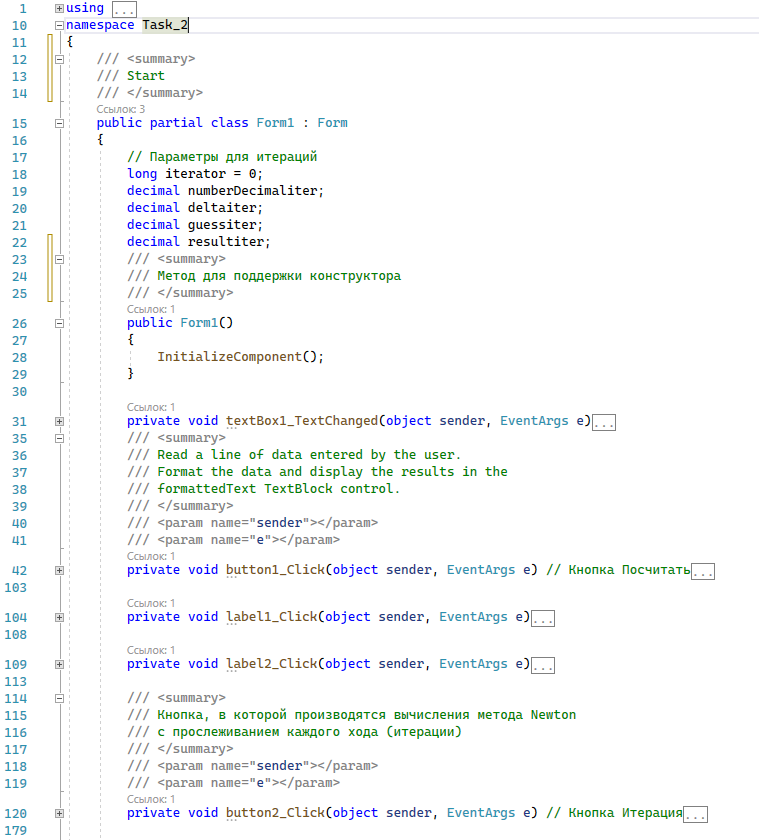 1 using ...
10 namespace Task_2
11 {
12 /// <summary>
13 /// Start
14 /// </summary>
Ссылок: 3
15 public partial class Form1 : Form
16 {
17 // Параметры для итераций
18 long iterator = 0;
19 decimal numberDecimaliter;
20 decimal deltaiter;
21 decimal guessiter;
22 decimal resultiter;
23 /// <summary>
24 /// Метод для поддержки конструктора
25 /// </summary>
Ссылок: 1
26 public Form1()
27 {
28 InitializeComponent();
29 }
30
Ссылок: 1
31 private void textBox1_TextChanged(object sender, EventArgs e)...
35 /// <summary>
36 /// Read a line of data entered by the user.
37 /// Format the data and display the results in the
38 /// formattedText TextBlock control.
39 /// </summary>
40 /// <param name="sender"></param>
41 /// <param name="e"></param>
Ссылок: 1
42 private void button1_Click(object sender, EventArgs e) // Кнопка Посчитать...
103
Ссылок: 1
104 private void label1_Click(object sender, EventArgs e)...
108
Ссылок: 1
109 private void label2_Click(object sender, EventArgs e)...
113
114 /// <summary>
115 /// Кнопка, в которой производятся вычисления метода Newton
116 /// с прослеживанием каждого хода (итерации)
117 /// </summary>
118 /// <param name="sender"></param>
119 /// <param name="e"></param>
Ссылок: 1
120 private void button2_Click(object sender, EventArgs e) // Кнопка Итерация...
179